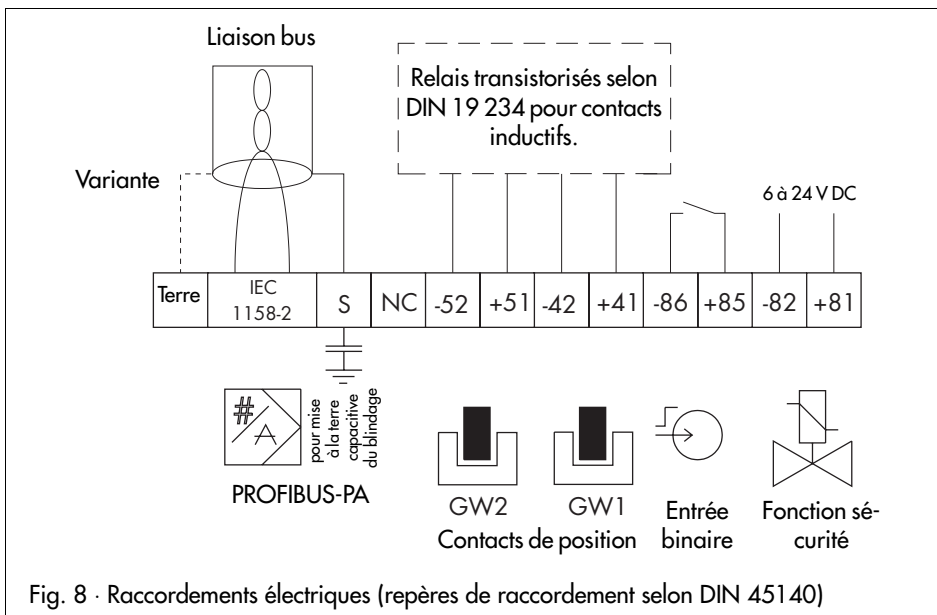 Liaison bus
Relais transistorisés selon
DIN 19 234 pour contacts
inductifs.
Variante
6 à 24 V DC
Terre
IEC
1158-2
S
NC
-52
+51
-42
+41
-86
+85
-82
+81
#
A
pour mise
à la terre
capacitive
du blindage
PROFIBUS-PA
GW2
GW1
Contacts de position
Entrée
binaire
Fonction sé-
curité
Fig. 8 · Raccordements électriques (repères de raccordement selon DIN 45140)